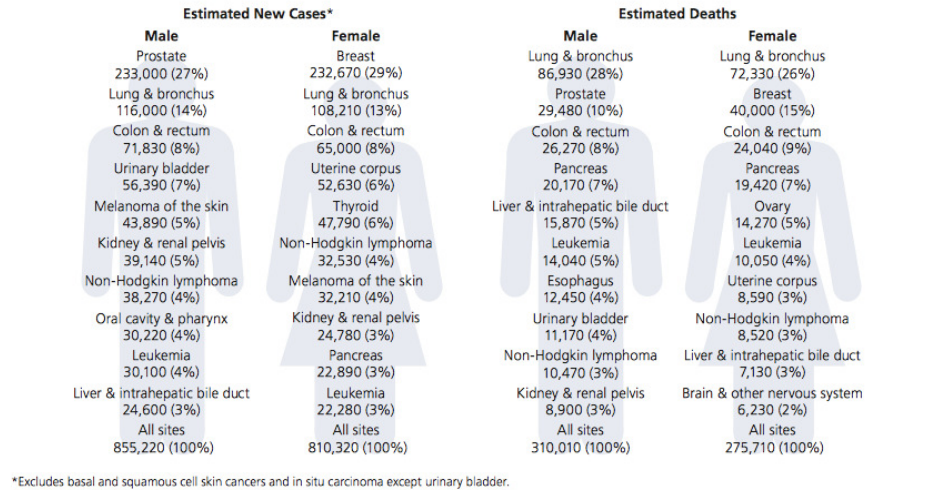 Estimated New Cases*
Male
Prostate
233,000 (27%)
Lung & bronchus
116,000 (14%)
Colon & rectum
71,830 (8%)
Urinary bladder
56,390 (7%)
Melanoma of the skin
43,890 (5%)
Kidney & renal pelvis
39,140 (5%)
Non-Hodgkin lymphoma
38,270 (4%)
Oral cavity & pharynx
30,220 (4%)
Leukemia
30,100 (4%)
Liver & intrahepatic bile duct
24,600 (3%)
All sites
855,220 (100%)
Female
Breast
232,670 (29%)
Lung & bronchus
108,210 (13%)
Colon & rectum
65,000 (8%)
Uterine corpus
52,630 (6%)
Thyroid
47,790 (6%)
Non-Hodgkin lymphoma
32,530 (4%)
Melanoma of the skin
32,210 (4%)
Kidney & renal pelvis
24,780 (3%)
Pancreas
22,890 (3%)
Leukemia
22,280 (3%)
All sites
810,320 (100%)
Estimated Deaths
Male
Lung & bronchus
86,930 (28%)
Prostate
29,480 (10%)
Colon & rectum
26,270 (8%)
Pancreas
20,170 (7%)
Liver & intrahepatic bile duct
15,870 (5%)
Leukemia
14,040 (5%)
Esophagus
12,450 (4%)
Urinary bladder
11,170 (4%)
Non-Hodgkin lymphoma
10,470 (3%)
Kidney & renal pelvis
8,900 (3%)
All sites
310,010 (100%)
Female
Lung & bronchus
72,330 (26%)
Breast
40,000 (15%)
Colon & rectum
24,040 (9%)
Pancreas
19,420 (7%)
Ovary
14,270 (5%)
Leukemia
10,050 (4%)
Uterine corpus
8,590 (3%)
Non-Hodgkin lymphoma
8,520 (3%)
Liver & intrahepatic bile duct
7,130 (3%)
Brain & other nervous system
6,230 (2%)
All sites
275,710 (100%)
*Excludes basal and squamous cell skin cancers and in situ carcinoma except urinary bladder.